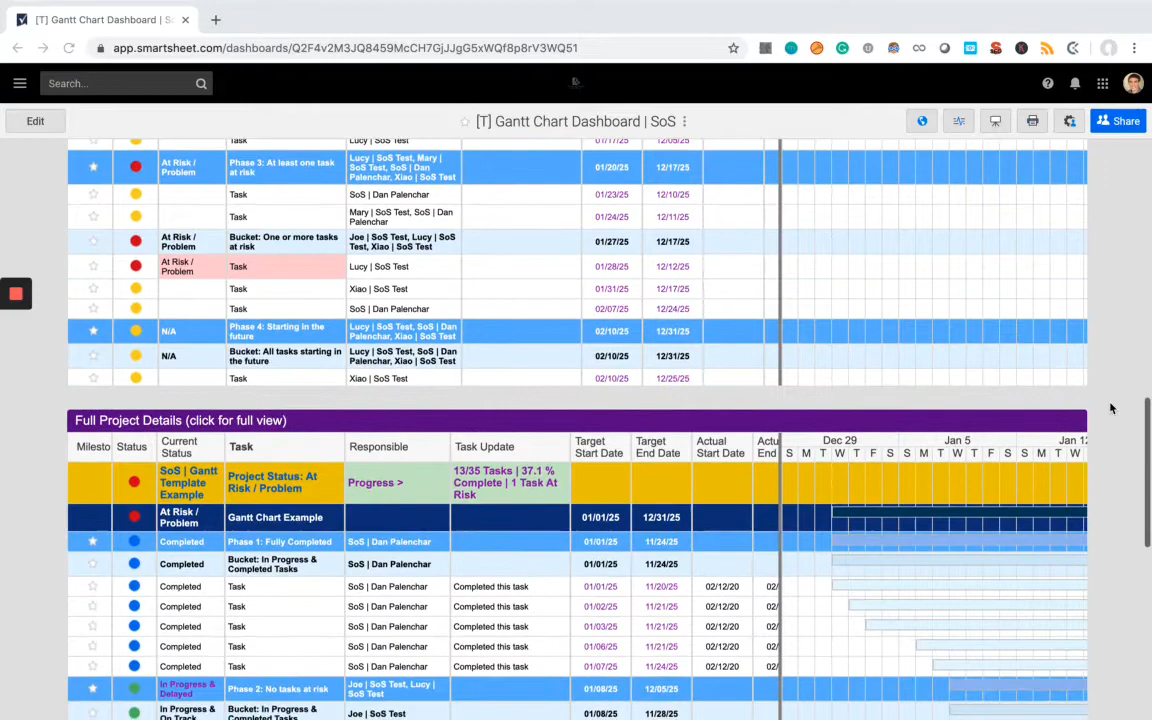 [T] Gantt Chart Dashboard | So
app.smartsheet.com/dashboards/Q2F4v2M3JQ8459McCH7GjJJgG5xWQf8p8rV3WQ51
Search...
Edit
[T] Gantt Chart Dashboard | SoS
Share
Task Lucy | SoS Test 01/17/25 12/05/25
At Risk / Problem Phase 3: At least one task at risk Lucy | SoS Test, Mary | SoS Test, SoS | Dan Palenchar, Xiao | SoS Test 01/20/25 12/17/25
Task SoS | Dan Palenchar 01/23/25 12/10/25
Task Mary | SoS Test, SoS | Dan Palenchar 01/24/25 12/11/25
At Risk / Problem Bucket: One or more tasks at risk Joe | SoS Test, Lucy | SoS Test, Xiao | SoS Test 01/27/25 12/17/25
At Risk / Problem Task Lucy | SoS Test 01/28/25 12/12/25
Task Xiao | SoS Test 01/31/25 12/17/25
Task SoS | Dan Palenchar 02/07/25 12/24/25
N/A Phase 4: Starting in the future Lucy | SoS Test, SoS | Dan Palenchar, Xiao | SoS Test 02/10/25 12/31/25
N/A Bucket: All tasks starting in the future Lucy | SoS Test, SoS | Dan Palenchar, Xiao | SoS Test 02/10/25 12/31/25
Task Xiao | SoS Test 02/10/25 12/25/25
Full Project Details (click for full view)
Milesto Status Current Status Task Responsible Task Update Target Start Date Target End Date Actual Start Date Actu End Dec 29 Jan 5 Jan 12
S M T W T F S S M T W T F S S M T W
SoS | Gantt Template Example Project Status: At Risk / Problem Progress > 13/35 Tasks | 37.1 % Complete | 1 Task At Risk
At Risk / Problem Gantt Chart Example 01/01/25 12/31/25
Completed Phase 1: Fully Completed SoS | Dan Palenchar 01/01/25 11/24/25
Completed Bucket: In Progress & Completed Tasks SoS | Dan Palenchar 01/01/25 11/24/25
Completed Task SoS | Dan Palenchar Completed this task 01/01/25 11/20/25 02/12/20 02/
Completed Task SoS | Dan Palenchar Completed this task 01/02/25 11/21/25 02/12/20 02/
Completed Task SoS | Dan Palenchar Completed this task 01/03/25 11/21/25 02/12/20 02/
Completed Task SoS | Dan Palenchar Completed this task 01/06/25 11/21/25 02/12/20 02/
Completed Task SoS | Dan Palenchar Completed this task 01/07/25 11/24/25 02/12/20 02/
In Progress & Delayed Phase 2: No tasks at risk Joe | SoS Test, Lucy | SoS Test 01/08/25 12/05/25
In Progress & On Track Bucket: In Progress & Completed Tasks Joe | SoS Test 01/08/25 11/28/25